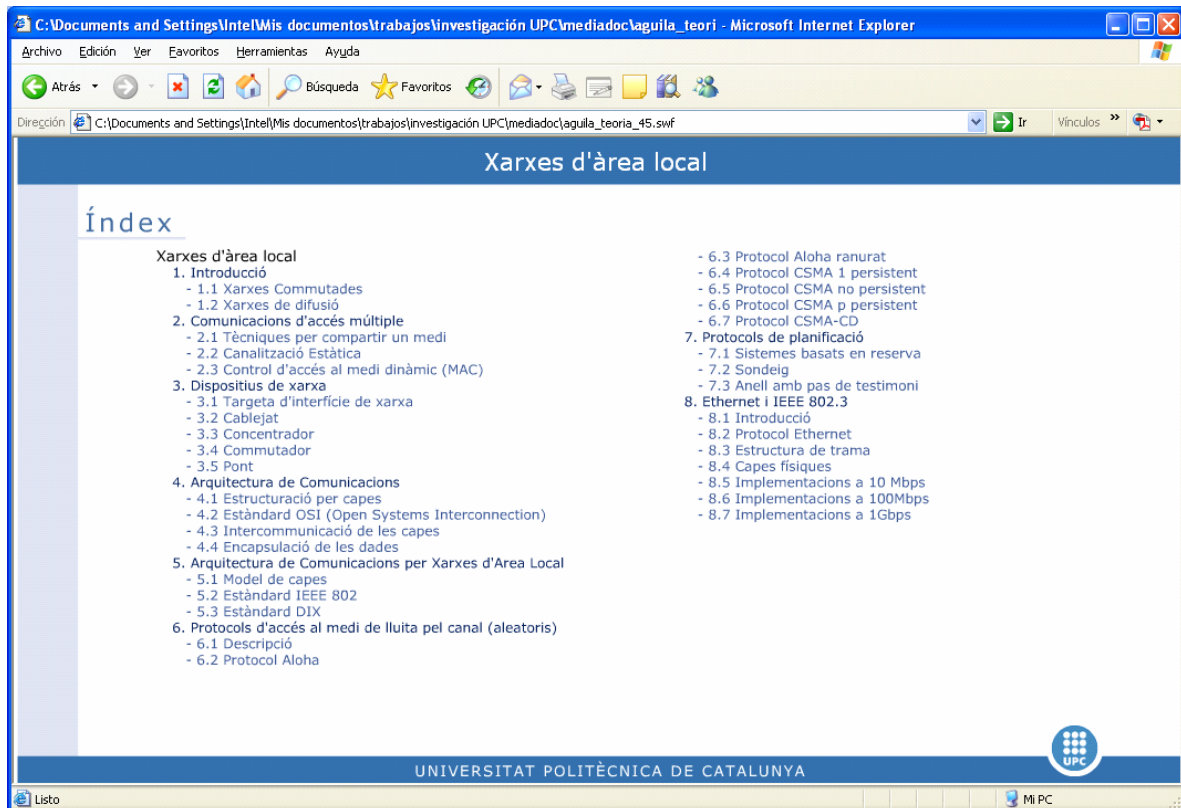 C:\Documents and Settings\Intel\Mis documentos\trabajos\investigación UPC\mediadoc\aguila_teori - Microsoft Internet Explorer
Archivo Edición Ver Favoritos Herramientas Ayuda
Atrás Búsqueda Favoritos
Dirección C:\Documents and Settings\Intel\Mis documentos\trabajos\investigación UPC\mediadoc\aguila_teoria_45.swf Ir Vínculos »
Xarxes d'àrea local
Índex
Xarxes d'àrea local
1. Introducció
- 1.1 Xarxes Commutades
- 1.2 Xarxes de difusió
2. Comunicacions d'accés múltiple
- 2.1 Tècniques per compartir un medi
- 2.2 Canalització Estàtica
- 2.3 Control d'accés al medi dinàmic (MAC)
3. Dispositius de xarxa
- 3.1 Targeta d'interfície de xarxa
- 3.2 Cablejat
- 3.3 Concentrador
- 3.4 Commutador
- 3.5 Pont
4. Arquitectura de Comunicacions
- 4.1 Estructuració per capes
- 4.2 Estàndard OSI (Open Systems Interconnection)
- 4.3 Intercommunicació de les capes
- 4.4 Encapsulació de les dades
5. Arquitectura de Comunicacions per Xarxes d'Area Local
- 5.1 Model de capes
- 5.2 Estàndard IEEE 802
- 5.3 Estàndard DIX
6. Protocols d'accés al medi de lluita pel canal (aleatoris)
- 6.1 Descripció
- 6.2 Protocol Aloha
- 6.3 Protocol Aloha ranurat
- 6.4 Protocol CSMA 1 persistent
- 6.5 Protocol CSMA no persistent
- 6.6 Protocol CSMA p persistent
- 6.7 Protocol CSMA-CD
7. Protocols de planificació
- 7.1 Sistemes basats en reserva
- 7.2 Sondeig
- 7.3 Anell amb pas de testimoni
8. Ethernet i IEEE 802.3
- 8.1 Introducció
- 8.2 Protocol Ethernet
- 8.3 Estructura de trama
- 8.4 Capes físiques
- 8.5 Implementacions a 10 Mbps
- 8.6 Implementacions a 100Mbps
- 8.7 Implementacions a 1Gbps
UPC
UNIVERSITAT POLITÈCNICA DE CATALUNYA
Listo Mi PC